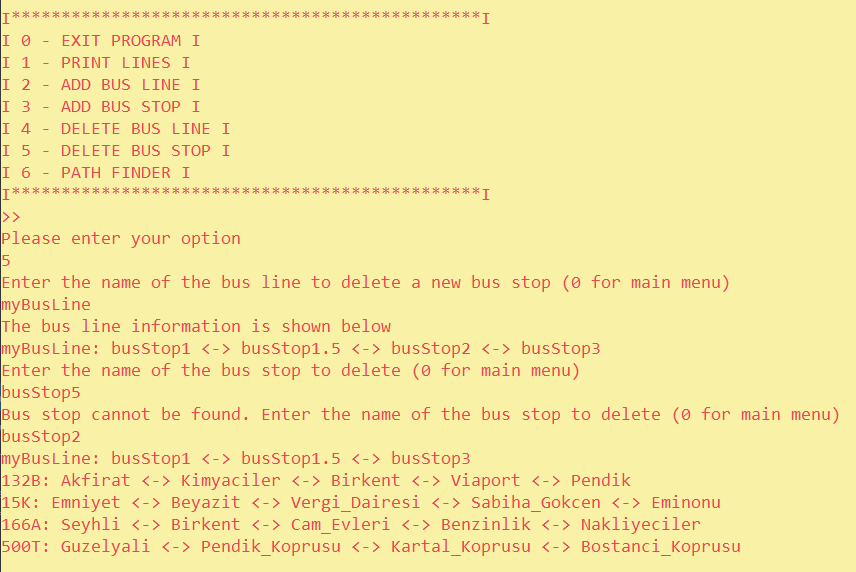 I***********************************************I
I 0 - EXIT PROGRAM I
I 1 - PRINT LINES I
I 2 - ADD BUS LINE I
I 3 - ADD BUS STOP I
I 4 - DELETE BUS LINE I
I 5 - DELETE BUS STOP I
I 6 - PATH FINDER I
I***********************************************I
>>
Please enter your option
5
Enter the name of the bus line to delete a new bus stop (0 for main menu)
myBusLine
The bus line information is shown below
myBusLine: busStop1 <-> busStop1.5 <-> busStop2 <-> busStop3
Enter the name of the bus stop to delete (0 for main menu)
busStop5
Bus stop cannot be found. Enter the name of the bus stop to delete (0 for main menu)
busStop2
myBusLine: busStop1 <-> busStop1.5 <-> busStop3
132B: Akfirat <-> Kimyaciler <-> Birkent <-> Viaport <-> Pendik
15K: Emniyet <-> Beyazit <-> Vergi_Dairesi <-> Sabiha_Gokcen <-> Eminonu
166A: Seyhli <-> Birkent <-> Cam_Evleri <-> Benzinlik <-> Nakliyeciler
500T: Guzelyali <-> Pendik_Koprusu <-> Kartal_Koprusu <-> Bostanci_Koprusu